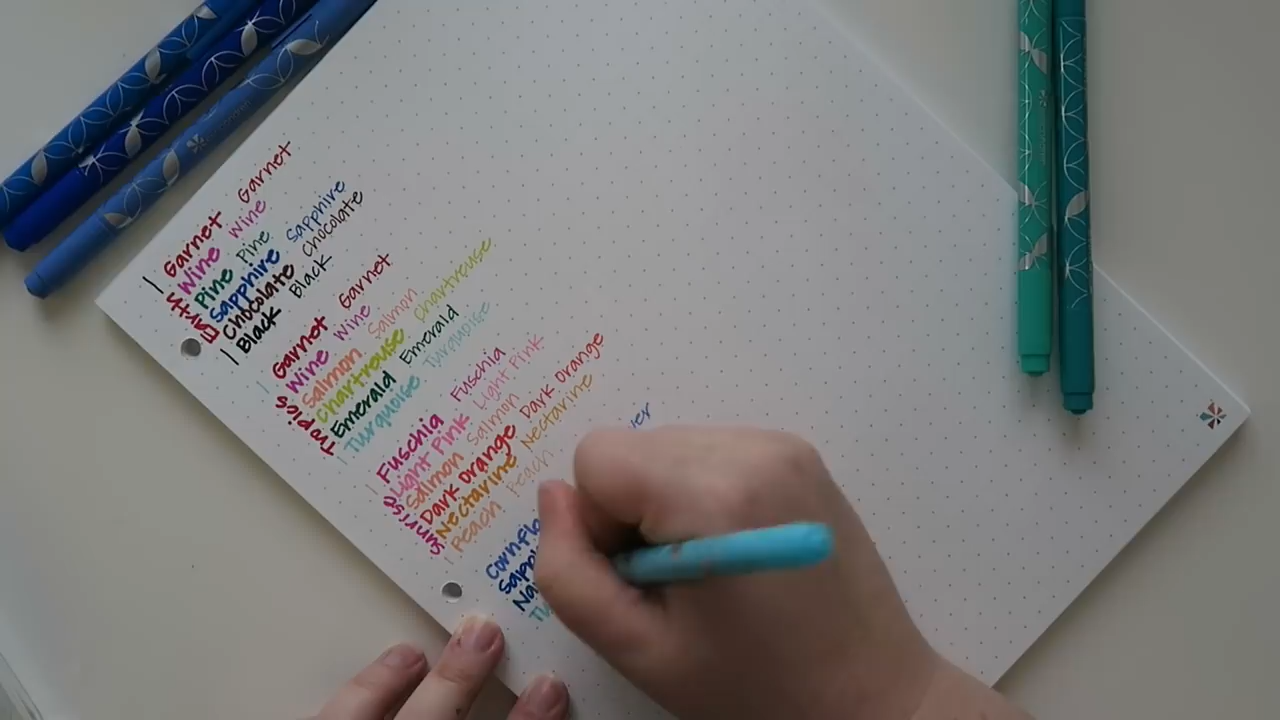 Garnet Garnet
Wine Wine
Pine Pine
Sapphire Sapphire
Chocolate Chocolate
Black Black
Tropics
Garnet Garnet
Wine Wine
Salmon Salmon
Chartreuse Chartreuse
Emerald Emerald
Turquoise Turquoise
Sunrise
Fuschia Fuschia
Light Pink Light Pink
Salmon Salmon
Dark Orange Dark Orange
Nectarine Nectarine
Peach Peach